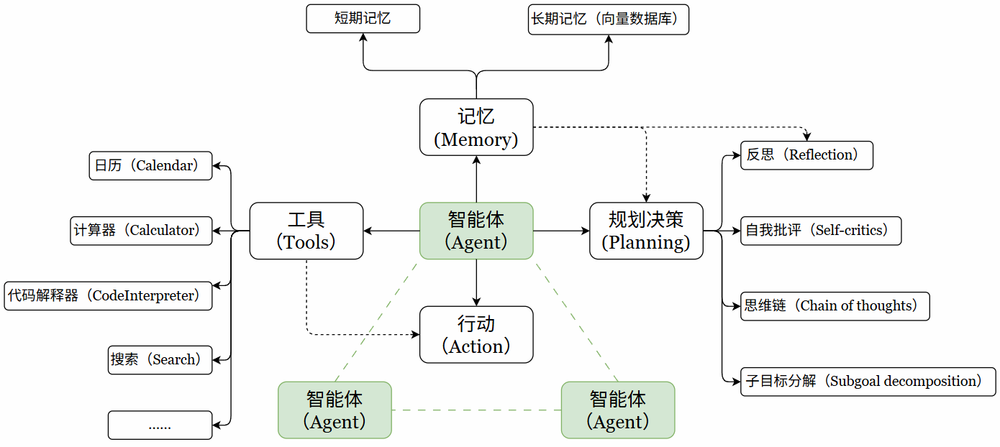 短期记忆
长期记忆（向量数据库）
记忆
(Memory)
日历（Calendar）
反思（Reflection）
工具
（Tools）
智能体
（Agent）
规划决策
(Planning)
计算器（Calculator）
自我批评（Self-critics）
代码解释器（CodeInterpreter）
思维链（Chain of thoughts）
行动
（Action）
搜索（Search）
子目标分解（Subgoal decomposition）
智能体
（Agent）
智能体
（Agent）
……